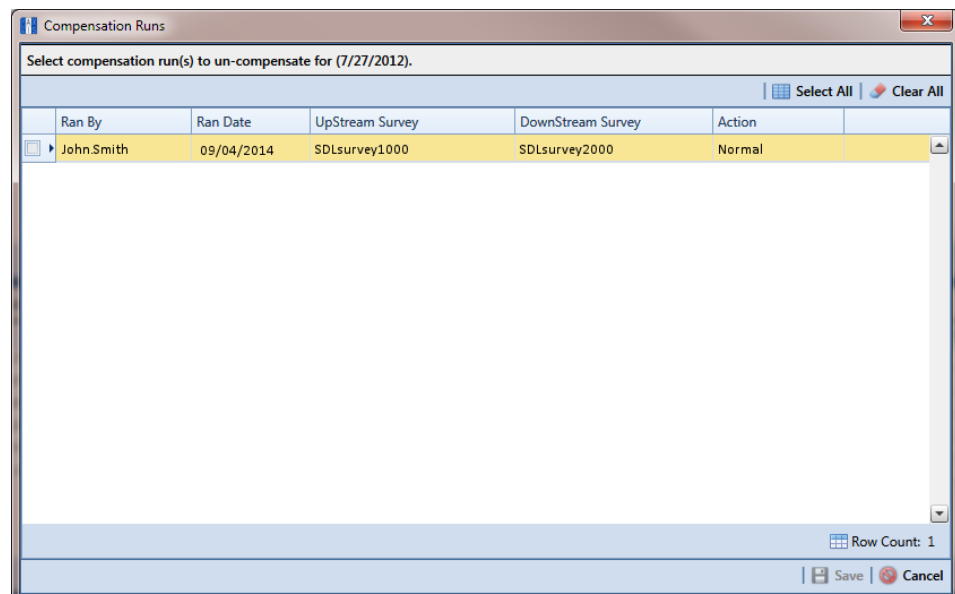 Compensation Runs
Select compensation run(s) to un-compensate for (7/27/2012).
Select All Clear All
Ran By Ran Date UpStream Survey DownStream Survey Action
John.Smith 09/04/2014 SDLsurvey1000 SDLsurvey2000 Normal
Row Count: 1
Save Cancel